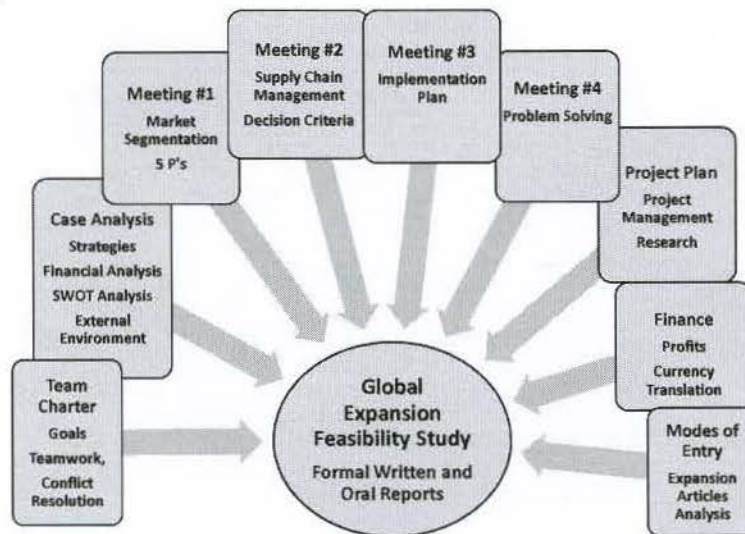 Team
Charter
Goals
Teamwork,
Conflict
Resolution
Case Analysis
Strategies
Financial Analysis
SWOT Analysis
External
Environment
Meeting #1
Market
Segmentation
5 P's
Meeting #2
Supply Chain
Management
Decision Criteria
Meeting #3
Implementation
Plan
Meeting #4
Problem Solving
Project Plan
Project
Management
Research
Finance
Profits
Currency
Translation
Modes of
Entry
Expansion
Articles
Analysis
Global
Expansion
Feasibility Study
Formal Written and
Oral Reports